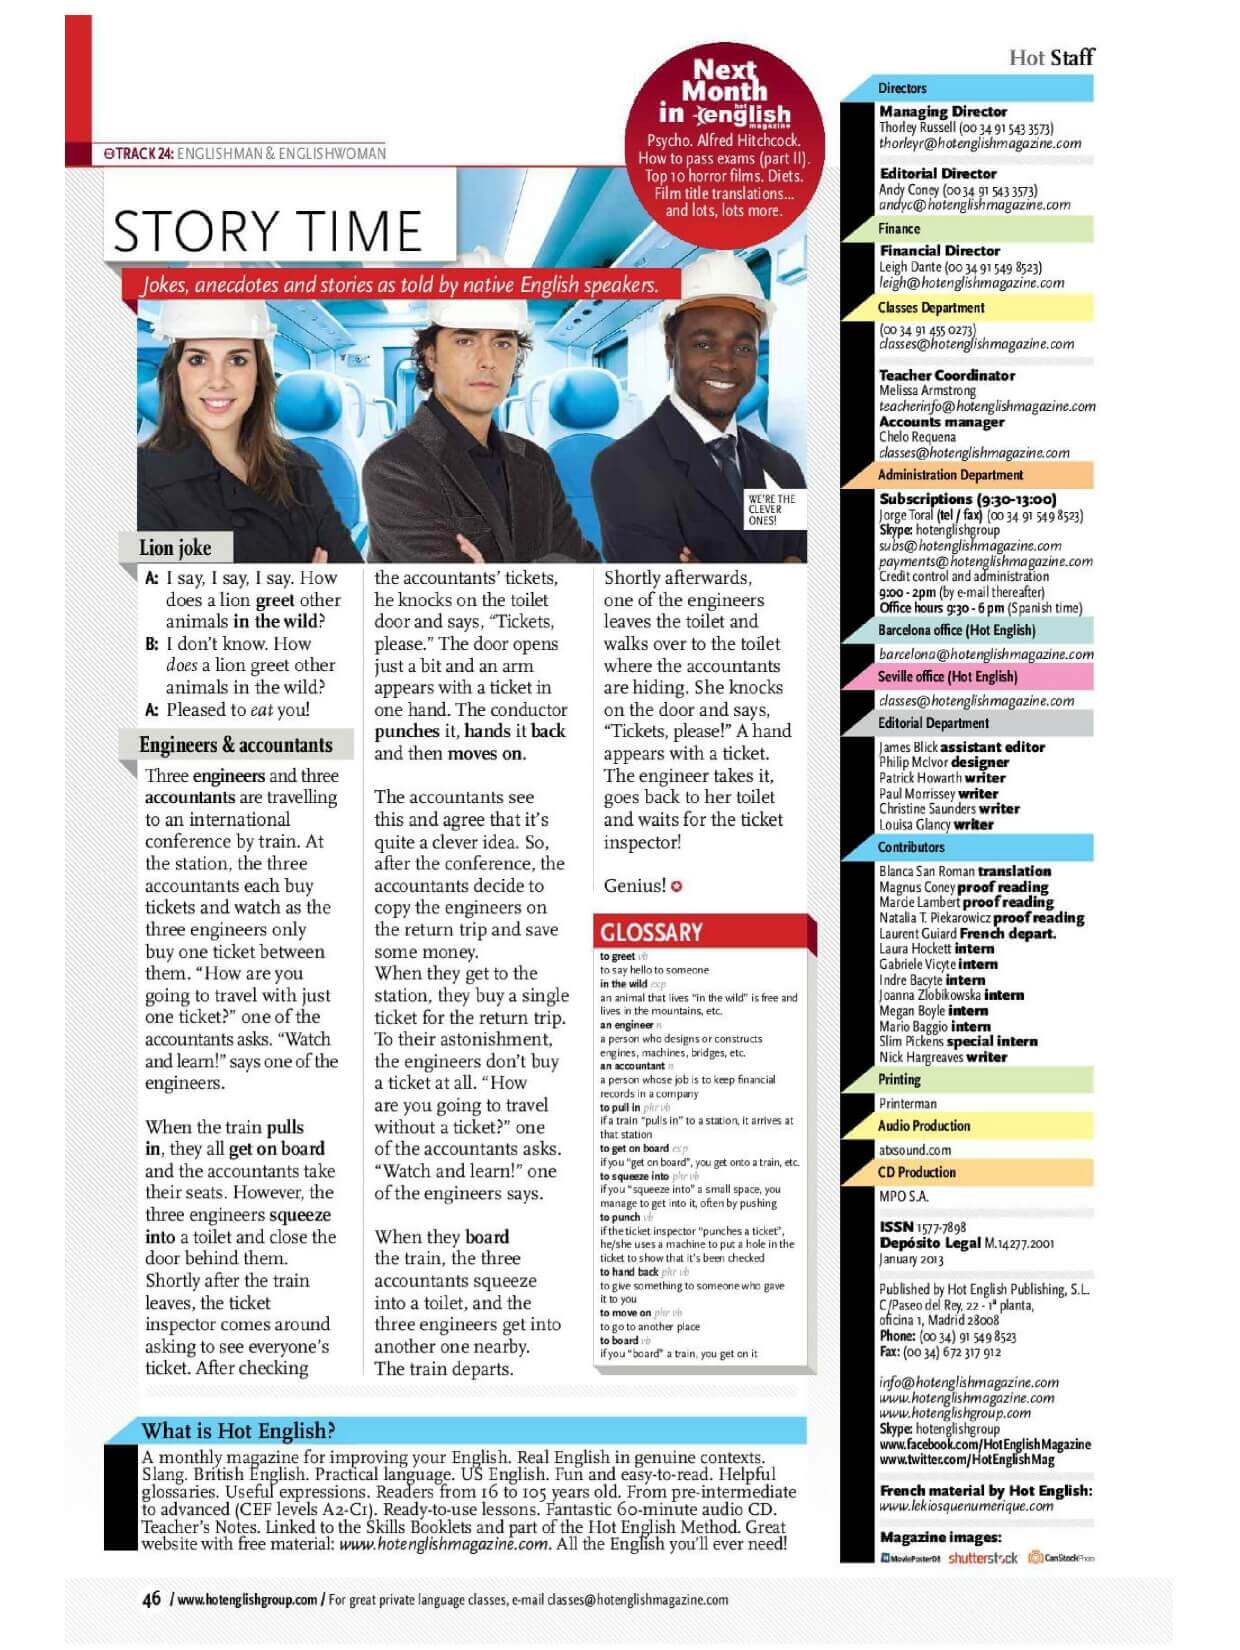 Hot Staff
Next
Month
in hot english
magazine
Psycho. Alfred Hitchcock.
How to pass exams (part II).
Top 10 horror films. Diets.
Film title translations...
and lots, lots more.
TRACK 24: ENGLISHMAN & ENGLISHWOMAN
STORY TIME
Jokes, anecdotes and stories as told by native English speakers.
WE'RE THE
CLEVER
ONES!
Lion joke
A: I say, I say, I say. How
does a lion greet other
animals in the wild?
B: I don't know. How
does a lion greet other
animals in the wild?
A: Pleased to eat you!
Engineers & accountants
Three engineers and three
accountants are travelling
to an international
conference by train. At
the station, the three
accountants each buy
tickets and watch as the
three engineers only
buy one ticket between
them. “How are you
going to travel with just
one ticket?” one of the
accountants asks. “Watch
and learn!” says one of the
engineers.
When the train pulls
in, they all get on board
and the accountants take
their seats. However, the
three engineers squeeze
into a toilet and close the
door behind them.
Shortly after the train
leaves, the ticket
inspector comes around
asking to see everyone's
ticket. After checking
the accountants' tickets,
he knocks on the toilet
door and says, “Tickets,
please.” The door opens
just a bit and an arm
appears with a ticket in
one hand. The conductor
punches it, hands it back
and then moves on.
The accountants see
this and agree that it's
quite a clever idea. So,
after the conference, the
accountants decide to
copy the engineers on
the return trip and save
some money.
When they get to the
station, they buy a single
ticket for the return trip.
To their astonishment,
the engineers don't buy
a ticket at all. “How
are you going to travel
without a ticket?” one
of the accountants asks.
“Watch and learn!” one
of the engineers says.
When they board
the train, the three
accountants squeeze
into a toilet, and the
three engineers get into
another one nearby.
The train departs.
Shortly afterwards,
one of the engineers
leaves the toilet and
walks over to the toilet
where the accountants
are hiding. She knocks
on the door and says,
“Tickets, please!” A hand
appears with a ticket.
The engineer takes it,
goes back to her toilet
and waits for the ticket
inspector!
Genius!
GLOSSARY
to greet vb
to say hello to someone
in the wild exp
an animal that lives “in the wild” is free and
lives in the mountains, etc.
an engineer n
a person who designs or constructs
engines, machines, bridges, etc.
an accountant n
a person whose job is to keep financial
records in a company
to pull in phr vb
if a train “pulls in” to a station, it arrives at
that station
to get on board exp
if you “get on board”, you get onto a train, etc.
to squeeze into phr vb
if you “squeeze into” a small space, you
manage to get into it, often by pushing
to punch vb
if the ticket inspector “punches a ticket”,
he/she uses a machine to put a hole in the
ticket to show that it's been checked
to hand back phr vb
to give something to someone who gave
it to you
to move on phr vb
to go to another place
to board vb
if you “board” a train, you get on it
What is Hot English?
A monthly magazine for improving your English. Real English in genuine contexts.
Slang. British English. Practical language. US English. Fun and easy-to-read. Helpful
glossaries. Useful expressions. Readers from 16 to 105 years old. From pre-intermediate
to advanced (CEF levels A2-C1). Ready-to-use lessons. Fantastic 60-minute audio CD.
Teacher's Notes. Linked to the Skills Booklets and part of the Hot English Method. Great
website with free material: www.hotenglishmagazine.com. All the English you'll ever need!
Directors
Managing Director
Thorley Russell (00 34 91 543 3573)
thorleyr@hotenglishmagazine.com
Editorial Director
Andy Coney (00 34 91 543 3573)
andyc@hotenglishmagazine.com
Finance
Financial Director
Leigh Dante (00 34 91 549 8523)
leigh@hotenglishmagazine.com
Classes Department
(00 34 91 455 0273)
classes@hotenglishmagazine.com
Teacher Coordinator
Melissa Armstrong
teacherinfo@hotenglishmagazine.com
Accounts manager
Chelo Requena
classes@hotenglishmagazine.com
Administration Department
Subscriptions (9:30-13:00)
Jorge Toral (tel / fax) (00 34 91 549 8523)
Skype: hotenglishgroup
subs@hotenglishmagazine.com
payments@hotenglishmagazine.com
Credit control and administration
9:00 - 2pm (by e-mail thereafter)
Office hours 9:30 - 6 pm (Spanish time)
Barcelona office (Hot English)
barcelona@hotenglishmagazine.com
Seville office (Hot English)
classes@hotenglishmagazine.com
Editorial Department
James Blick assistant editor
Philip McIvor designer
Patrick Howarth writer
Paul Morrissey writer
Christine Saunders writer
Louisa Glancy writer
Contributors
Blanca San Roman translation
Magnus Coney proof reading
Marcie Lambert proof reading
Natalia T. Piekarowicz proof reading
Laurent Guiard French depart.
Laura Hockett intern
Gabriele Vicyte intern
Indre Bacyte intern
Joanna Zlobikowska intern
Megan Boyle intern
Mario Baggio intern
Slim Pickens special intern
Nick Hargreaves writer
Printing
Printerman
Audio Production
atxsound.com
CD Production
MPO S.A.
ISSN 1577-7898
Depósito Legal M.14277.2001
January 2013
Published by Hot English Publishing, S.L.
C/Paseo del Rey, 22 - 1ª planta,
oficina 1, Madrid 28008
Phone: (00 34) 91 549 8523
Fax: (00 34) 672 317 912
info@hotenglishmagazine.com
www.hotenglishmagazine.com
www.hotenglishgroup.com
Skype: hotenglishgroup
www.facebook.com/HotEnglishMagazine
www.twitter.com/HotEnglishMag
French material by Hot English:
www.lekiosquenumerique.com
Magazine images:
MoviePosterDB shutterstock CanStockPhoto
46 / www.hotenglishgroup.com / For great private language classes, e-mail classes@hotenglishmagazine.com